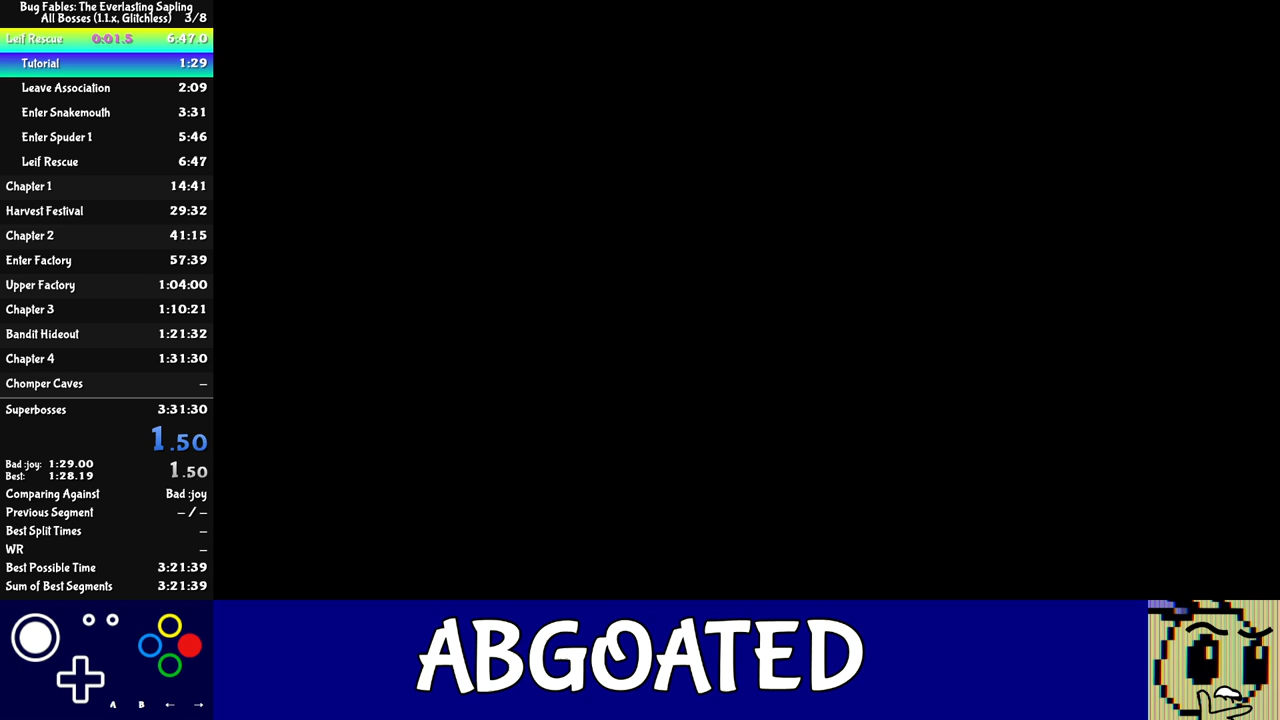 Bug Fables: The Everlasting Sapling
All Bosses (1.1.x, Glitchless) 3/8
Leif Rescue 0:01.5 6:47.0
Tutorial 1:29
Leave Association 2:09
Enter Snakemouth 3:31
Enter Spuder 1 5:46
Leif Rescue 6:47
Chapter 1 14:41
Harvest Festival 29:32
Chapter 2 41:15
Enter Factory 57:39
Upper Factory 1:04:00
Chapter 3 1:10:21
Bandit Hideout 1:21:32
Chapter 4 1:31:30
Chomper Caves –
Superbosses 3:31:30
1.50
Bad :joy: 1:29.00
Best: 1:28.19
1.50
Comparing Against Bad :joy
Previous Segment – / –
Best Split Times –
WR –
Best Possible Time 3:21:39
Sum of Best Segments 3:21:39
A B ← →
ABGOATED